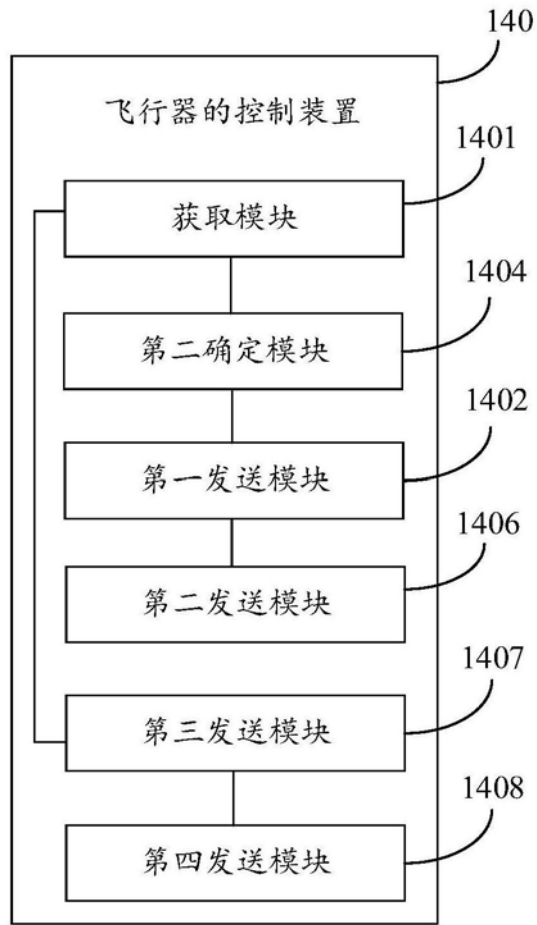 140
飞行器的控制装置
1401
获取模块
1404
第二确定模块
1402
第一发送模块
1406
第二发送模块
1407
第三发送模块
1408
第四发送模块